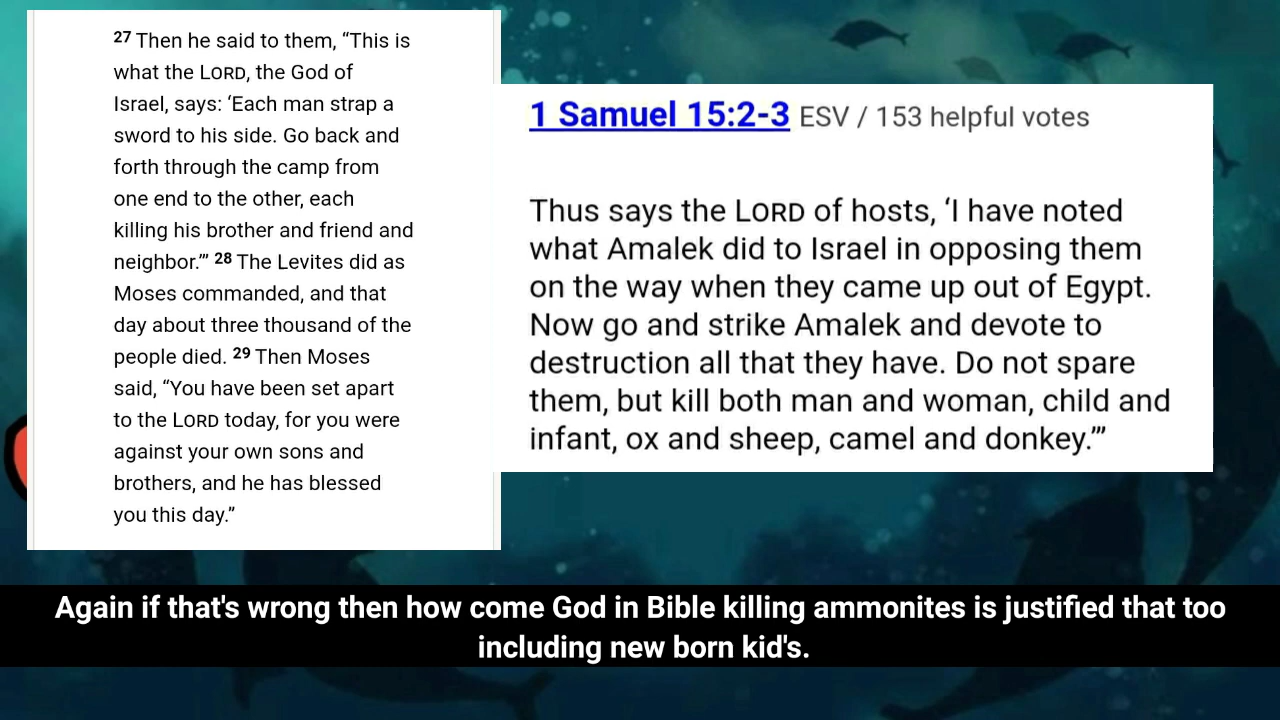 27 Then he said to them, “This is
what the LORD, the God of
Israel, says: ‘Each man strap a
sword to his side. Go back and
forth through the camp from
one end to the other, each
killing his brother and friend and
neighbor.’” 28 The Levites did as
Moses commanded, and that
day about three thousand of the
people died. 29 Then Moses
said, “You have been set apart
to the LORD today, for you were
against your own sons and
brothers, and he has blessed
you this day.”
1 Samuel 15:2-3 ESV / 153 helpful votes
Thus says the LORD of hosts, ‘I have noted
what Amalek did to Israel in opposing them
on the way when they came up out of Egypt.
Now go and strike Amalek and devote to
destruction all that they have. Do not spare
them, but kill both man and woman, child and
infant, ox and sheep, camel and donkey.’”
Again if that's wrong then how come God in Bible killing ammonites is justified that too
including new born kid's.